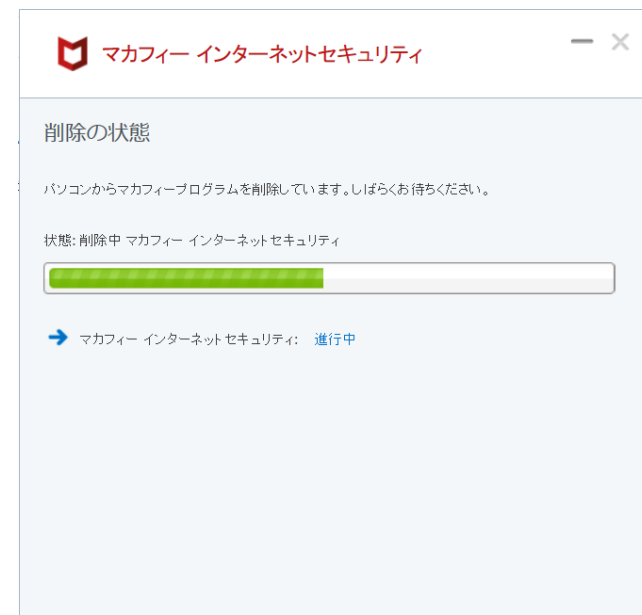 マカフィー インターネットセキュリティ
削除の状態
パソコンからマカフィープログラムを削除しています。しばらくお待ちください。
状態: 削除中 マカフィー インターネットセキュリティ
マカフィー インターネットセキュリティ: 進行中